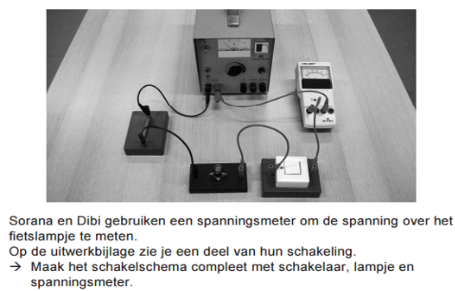 Sorana en Dibi gebruiken een spanningsmeter om de spanning over het
fietslampje te meten.
Op de uitwerkbijlage zie je een deel van hun schakeling.
→ Maak het schakelschema compleet met schakelaar, lampje en
spanningsmeter.